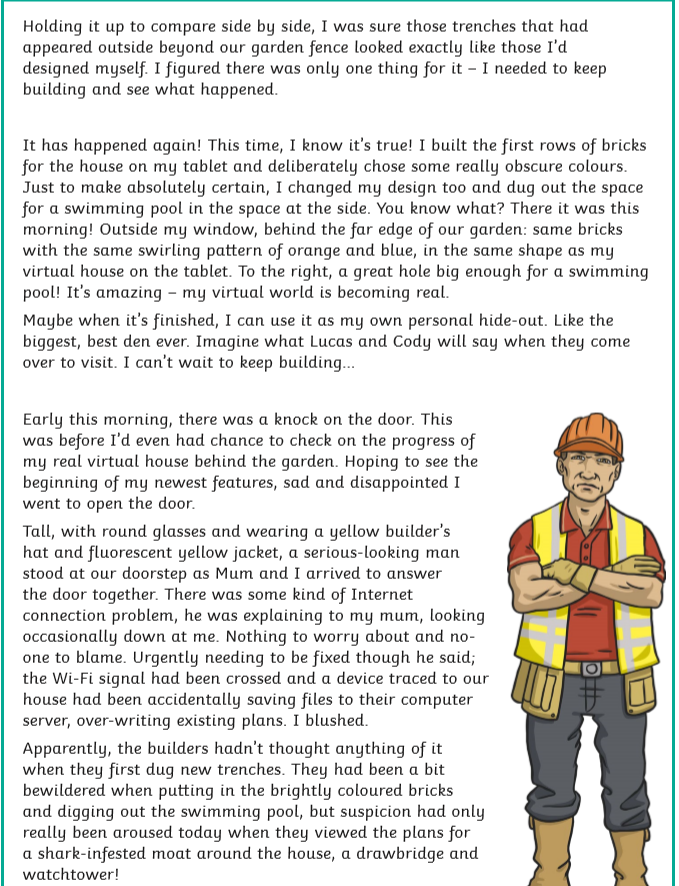 Holding it up to compare side by side, I was sure those trenches that had
appeared outside beyond our garden fence looked exactly like those I'd
designed myself. I figured there was only one thing for it – I needed to keep
building and see what happened.
It has happened again! This time, I know it's true! I built the first rows of bricks
for the house on my tablet and deliberately chose some really obscure colours.
Just to make absolutely certain, I changed my design too and dug out the space
for a swimming pool in the space at the side. You know what? There it was this
morning! Outside my window, behind the far edge of our garden: same bricks
with the same swirling pattern of orange and blue, in the same shape as my
virtual house on the tablet. To the right, a great hole big enough for a swimming
pool! It's amazing – my virtual world is becoming real.
Maybe when it's finished, I can use it as my own personal hide-out. Like the
biggest, best den ever. Imagine what Lucas and Cody will say when they come
over to visit. I can't wait to keep building...
Early this morning, there was a knock on the door. This
was before I'd even had chance to check on the progress of
my real virtual house behind the garden. Hoping to see the
beginning of my newest features, sad and disappointed I
went to open the door.
Tall, with round glasses and wearing a yellow builder's
hat and fluorescent yellow jacket, a serious-looking man
stood at our doorstep as Mum and I arrived to answer
the door together. There was some kind of Internet
connection problem, he was explaining to my mum, looking
occasionally down at me. Nothing to worry about and no-
one to blame. Urgently needing to be fixed though he said;
the Wi-Fi signal had been crossed and a device traced to our
house had been accidentally saving files to their computer
server, over-writing existing plans. I blushed.
Apparently, the builders hadn't thought anything of it
when they first dug new trenches. They had been a bit
bewildered when putting in the brightly coloured bricks
and digging out the swimming pool, but suspicion had only
really been aroused today when they viewed the plans for
a shark-infested moat around the house, a drawbridge and
watchtower!